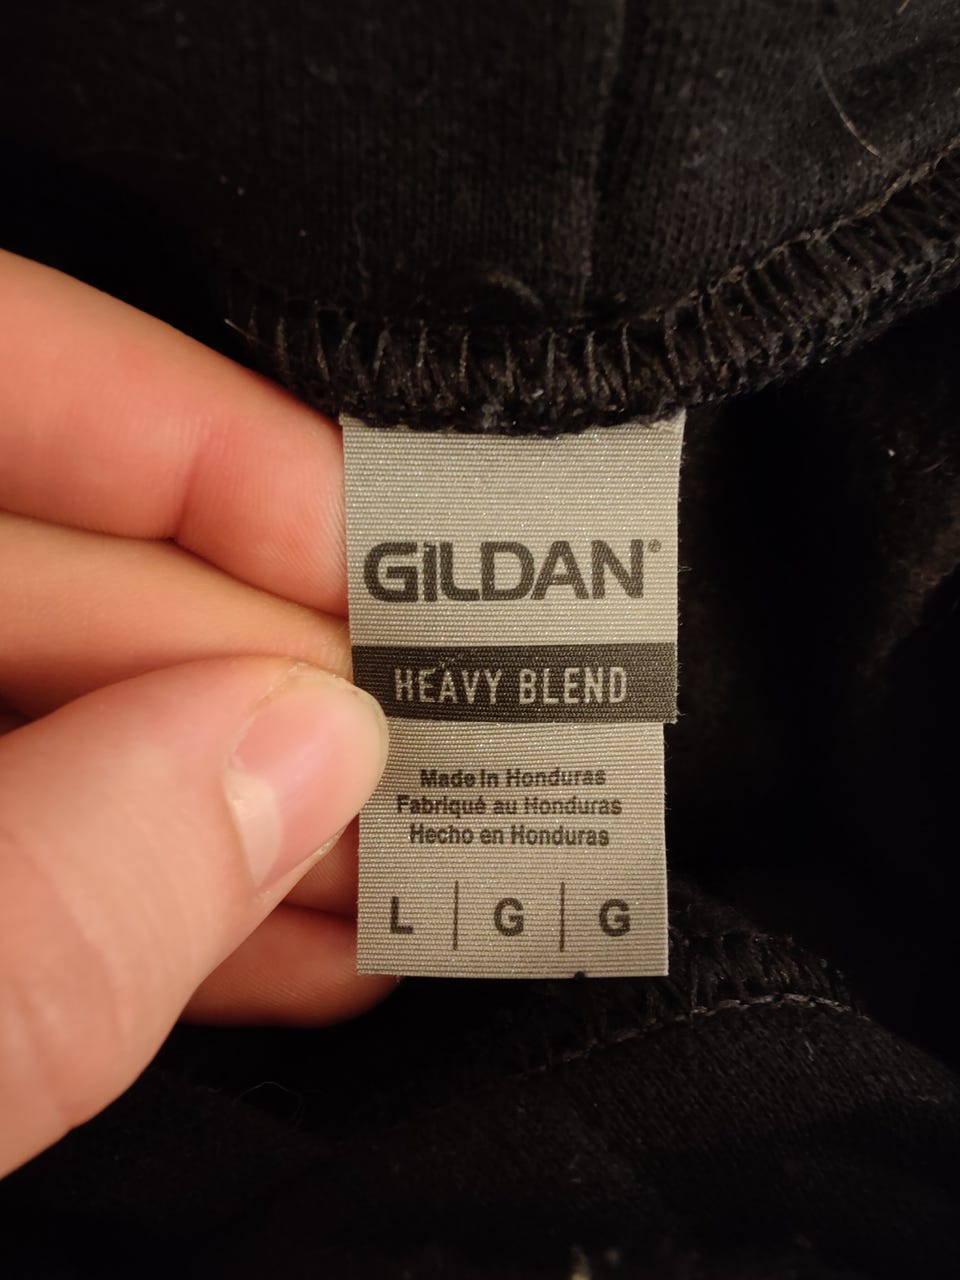 GILDAN®
HEAVY BLEND
Made in Honduras
Fabriqué au Honduras
Hecho en Honduras
L | G | G